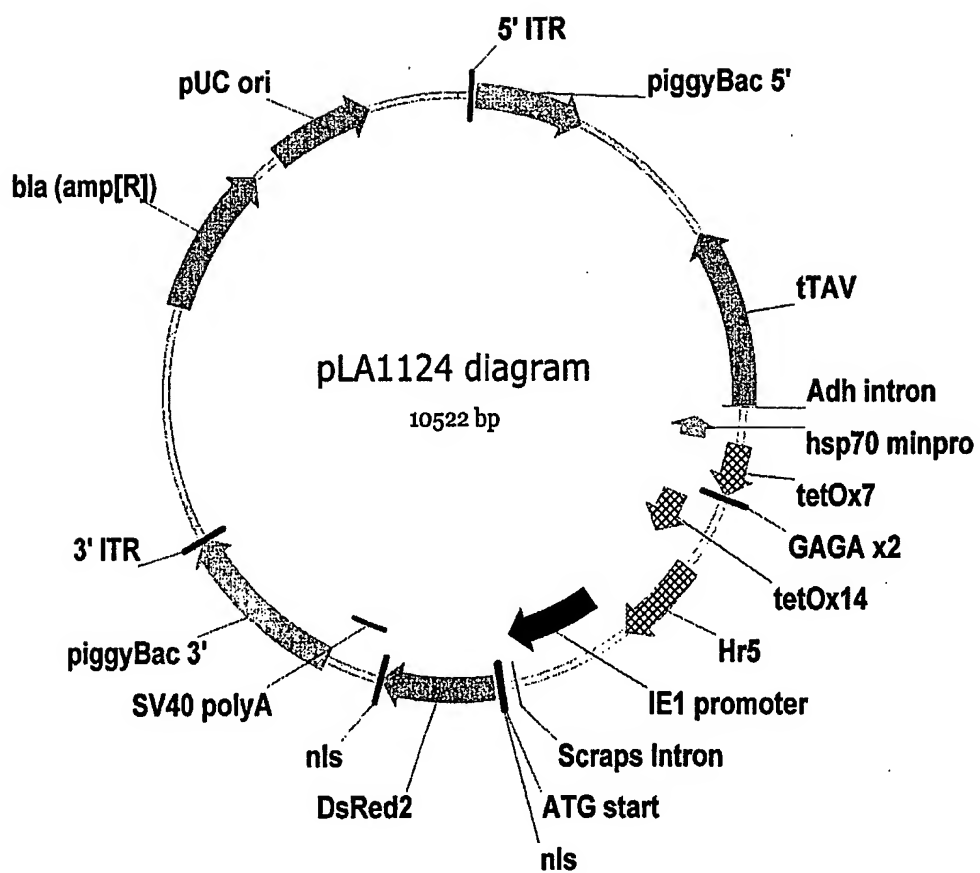 5' ITR
pUC ori
piggyBac 5'
bla (amp[R])
tTAV
pLA1124 diagram
10522 bp
Adh intron
hsp70 minpro
tetOx7
GAGA x2
3' ITR
tetOx14
Hr5
piggyBac 3'
SV40 polyA
IE1 promoter
nls
Scraps Intron
DsRed2
ATG start
nls